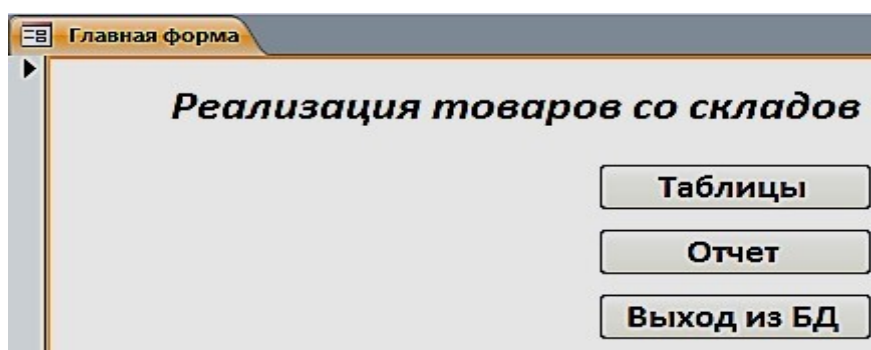 Главная форма
Реализация товаров со складов
Таблицы
Отчет
Выход из БД